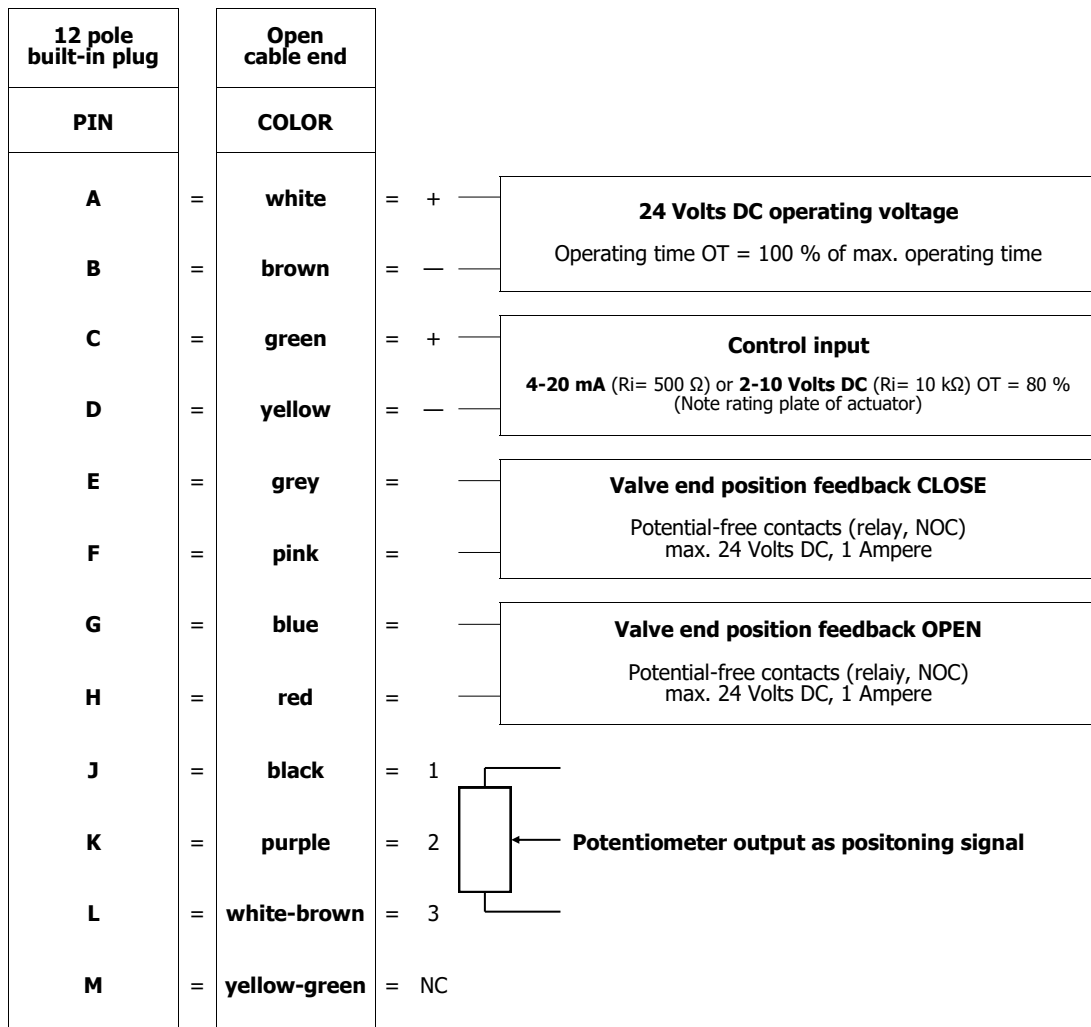 12 pole
built-in plug
Open
cable end
PIN
COLOR
A = white = + 24 Volts DC operating voltage
Operating time OT = 100 % of max. operating time
B = brown = —
C = green = + Control input
4-20 mA (Ri= 500 Ω) or 2-10 Volts DC (Ri= 10 kΩ) OT = 80 %
D = yellow = — (Note rating plate of actuator)
E = grey = Valve end position feedback CLOSE
Potential-free contacts (relay, NOC)
F = pink = max. 24 Volts DC, 1 Ampere
G = blue = Valve end position feedback OPEN
Potential-free contacts (relaiy, NOC)
H = red = max. 24 Volts DC, 1 Ampere
J = black = 1
K = purple = 2 Potentiometer output as positoning signal
L = white-brown = 3
M = yellow-green = NC